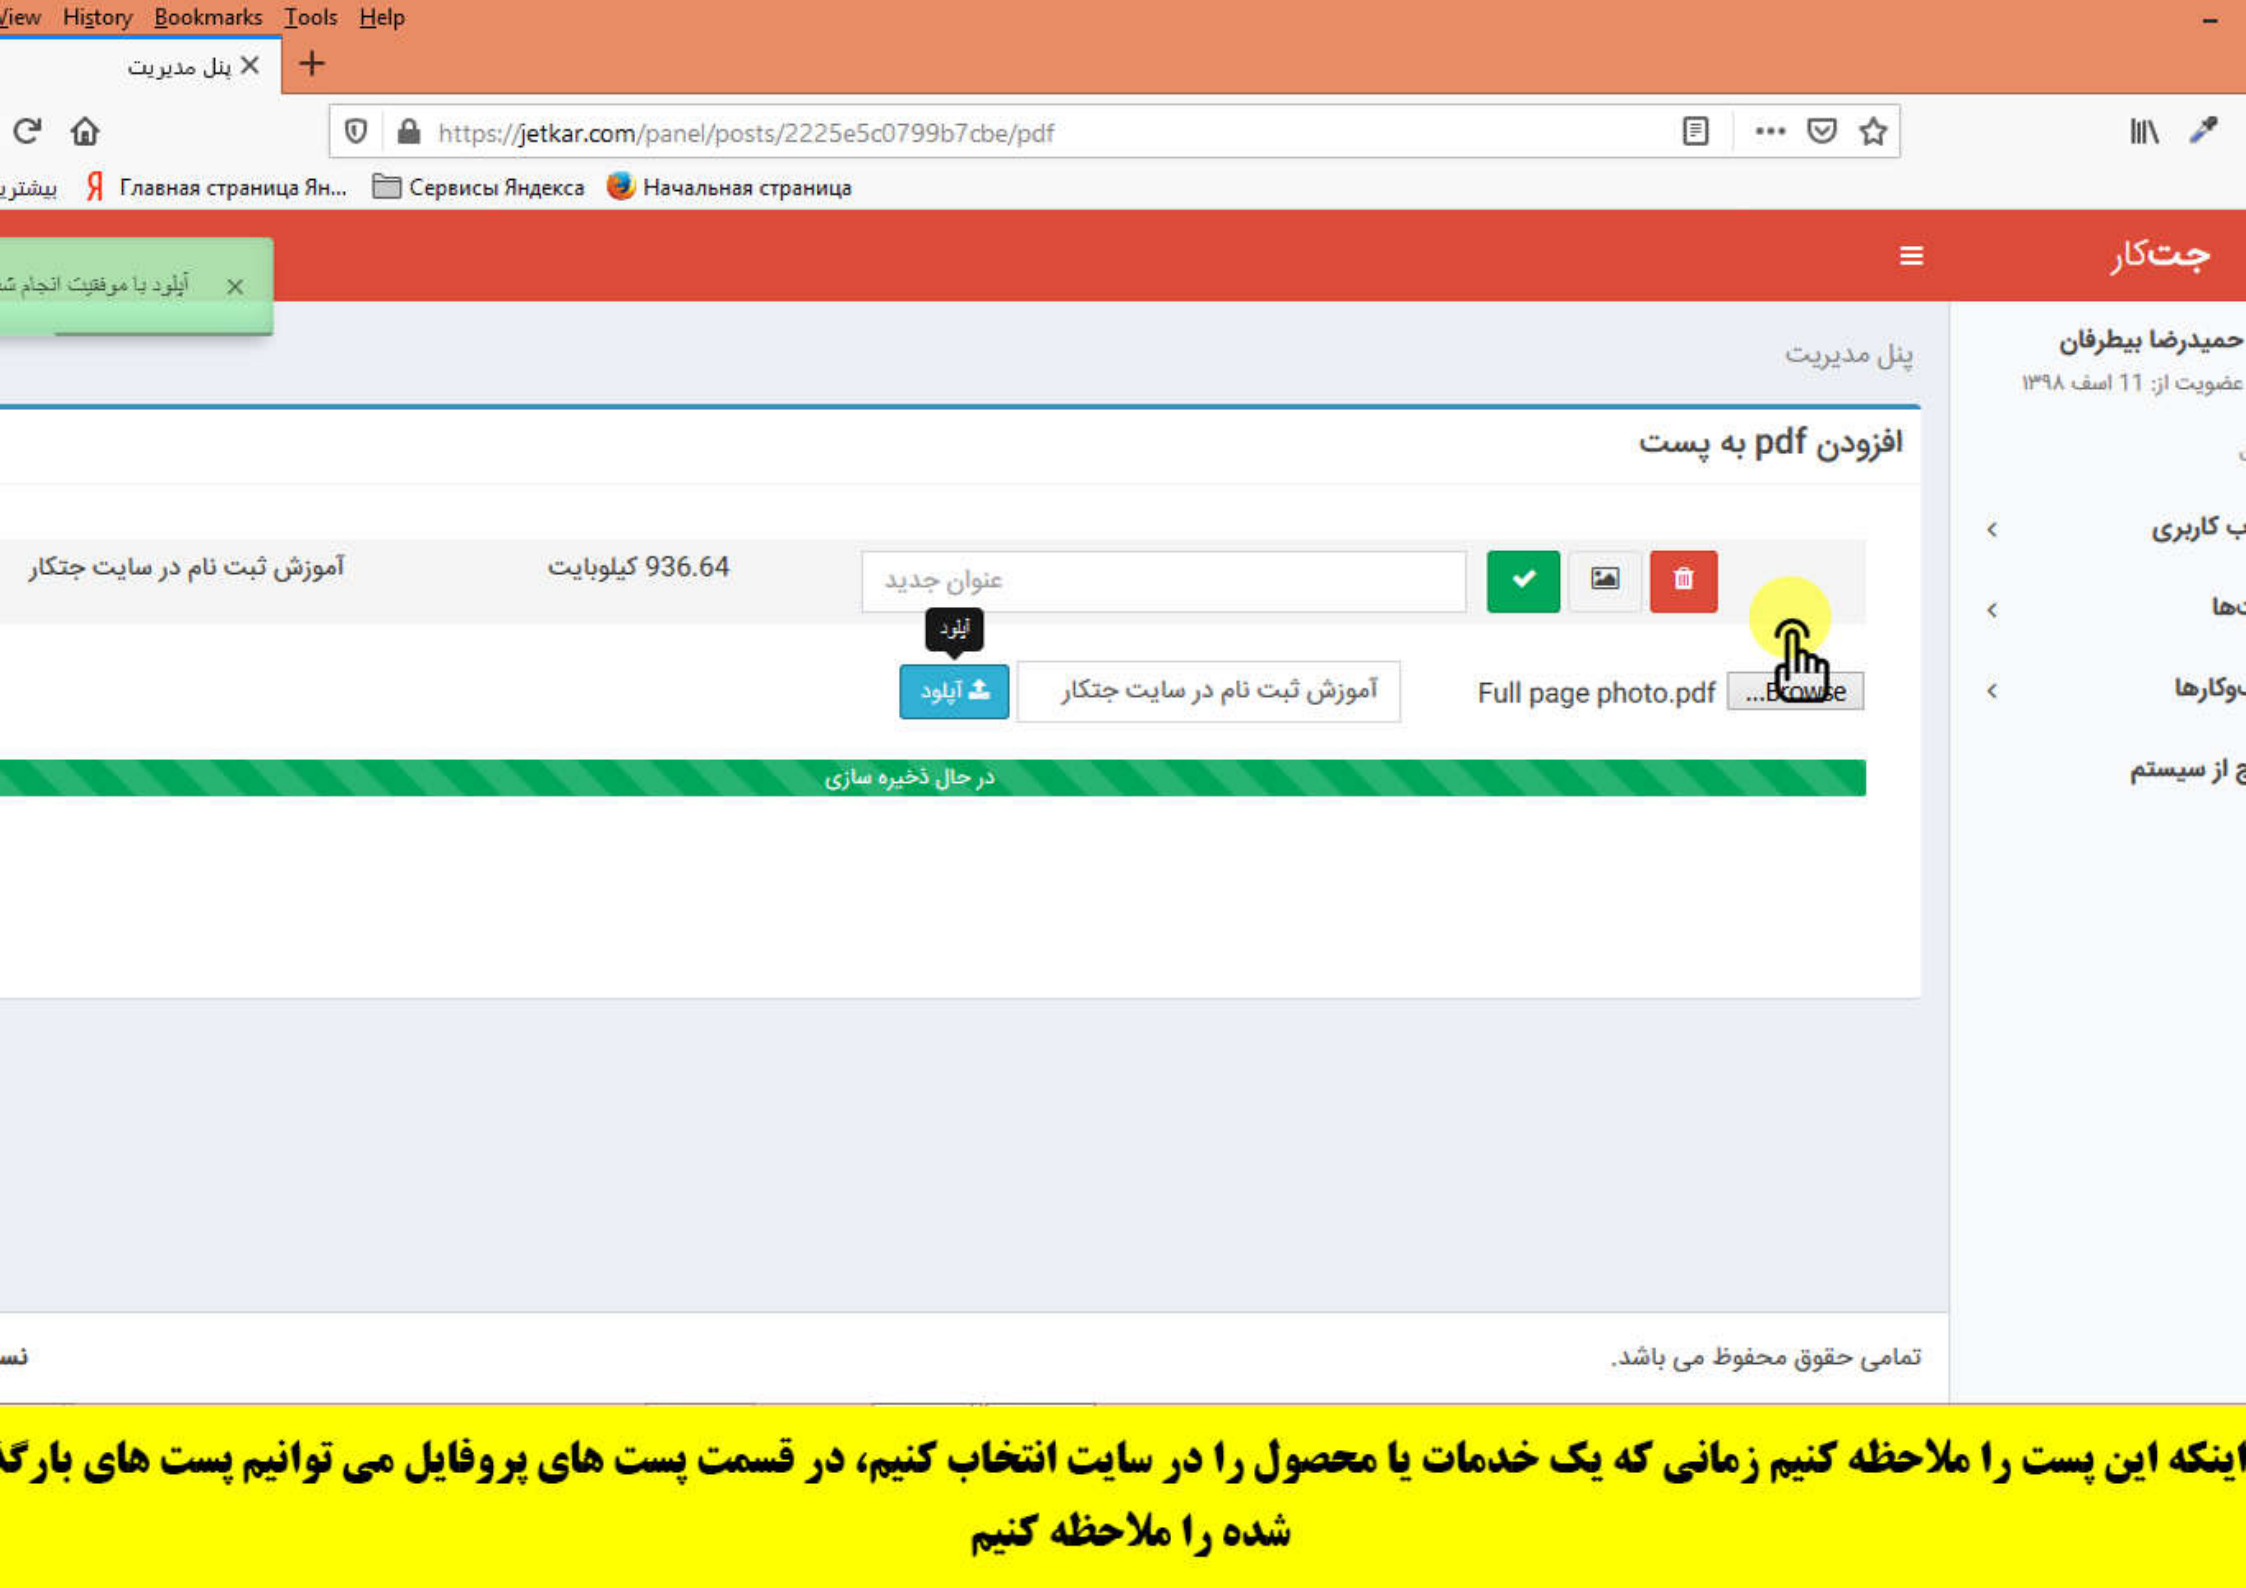 View History Bookmarks Tools Help
پنل مدیریت
https://jetkar.com/panel/posts/2225e5c0799b7cbe/pdf
Главная страница Ян... Сервисы Яндекса Начальная страница
جت‌کار
آپلود با موفقیت انجام
حمیدرضا بیطرفان
عضویت از: 11 اسف ۱۳۹۸
پنل مدیریت
افزودن pdf به پست
کاربری
عنوان جدید 936.64 کیلوبایت آموزش ثبت نام در سایت جتکار
آپلود
Browse... Full page photo.pdf آموزش ثبت نام در سایت جتکار آپلود
از سیستم
در حال ذخیره سازی
تمامی حقوق محفوظ می باشد.
اینکه این پست را ملاحظه کنیم زمانی که یک خدمات یا محصول را در سایت انتخاب کنیم، در قسمت پست های پروفایل می توانیم پست های
شده را ملاحظه کنیم